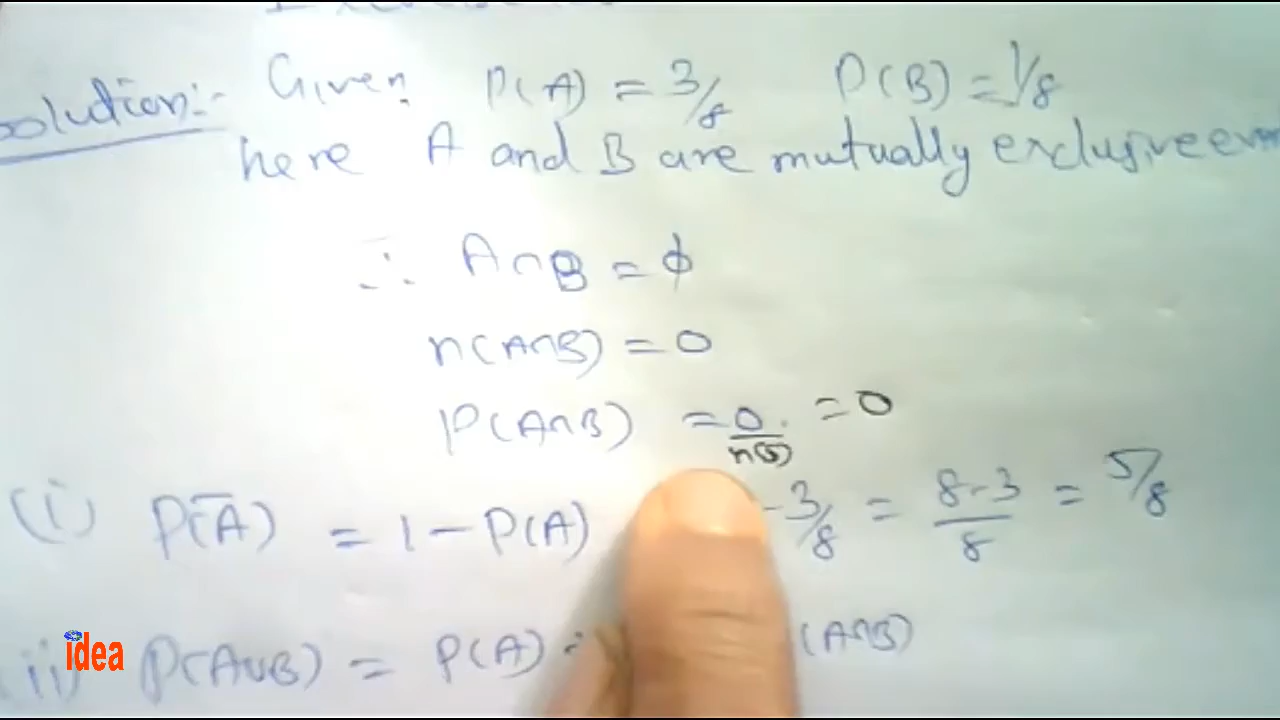 Solution:- Given P(A) = 3/8 P(B) = 1/8
here A and B are mutually exclusive
∴ A∩B = ϕ
n(A∩B) = 0
P(A∩B) = 0/n(S) = 0
(i) P(A̅) = 1 - P(A) - 3/8 = 8-3/8 = 5/8
(ii) P(A∪B) = P(A) (A∩B)
idea